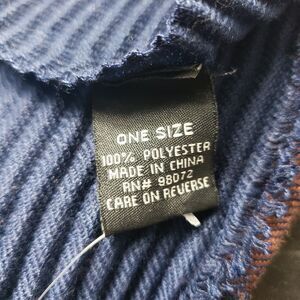 ONE SIZE
100% POLYESTER
MADE IN CHINA
RN# 98072
CARE ON REVERSE